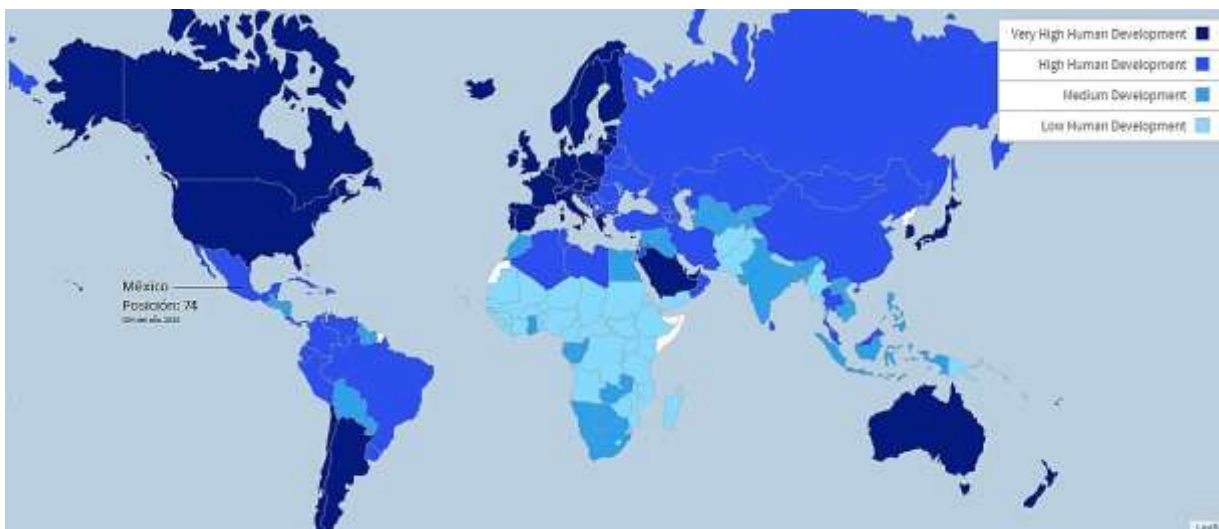 Very High Human Development
High Human Development
Medium Development
Low Human Development
México
Posición: 74